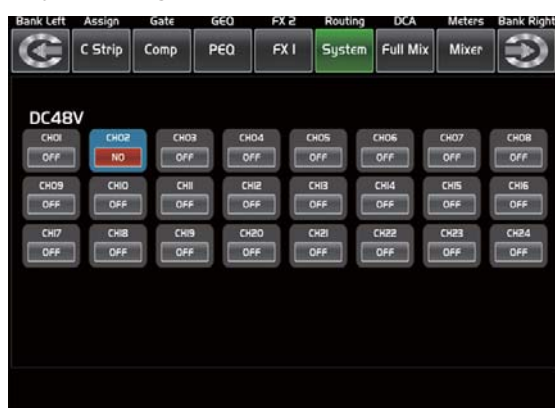 Bank Left Assign Gate GEQ FX 2 Routing DCA Meters Bank Right
C Strip Comp PEQ FX 1 System Full Mix Mixer
DC48V
CH01 CH02 CH03 CH04 CH05 CH06 CH07 CH08
OFF NO OFF OFF OFF OFF OFF OFF
CH09 CH10 CH11 CH12 CH13 CH14 CH15 CH16
OFF OFF OFF OFF OFF OFF OFF OFF
CH17 CH18 CH19 CH20 CH21 CH22 CH23 CH24
OFF OFF OFF OFF OFF OFF OFF OFF